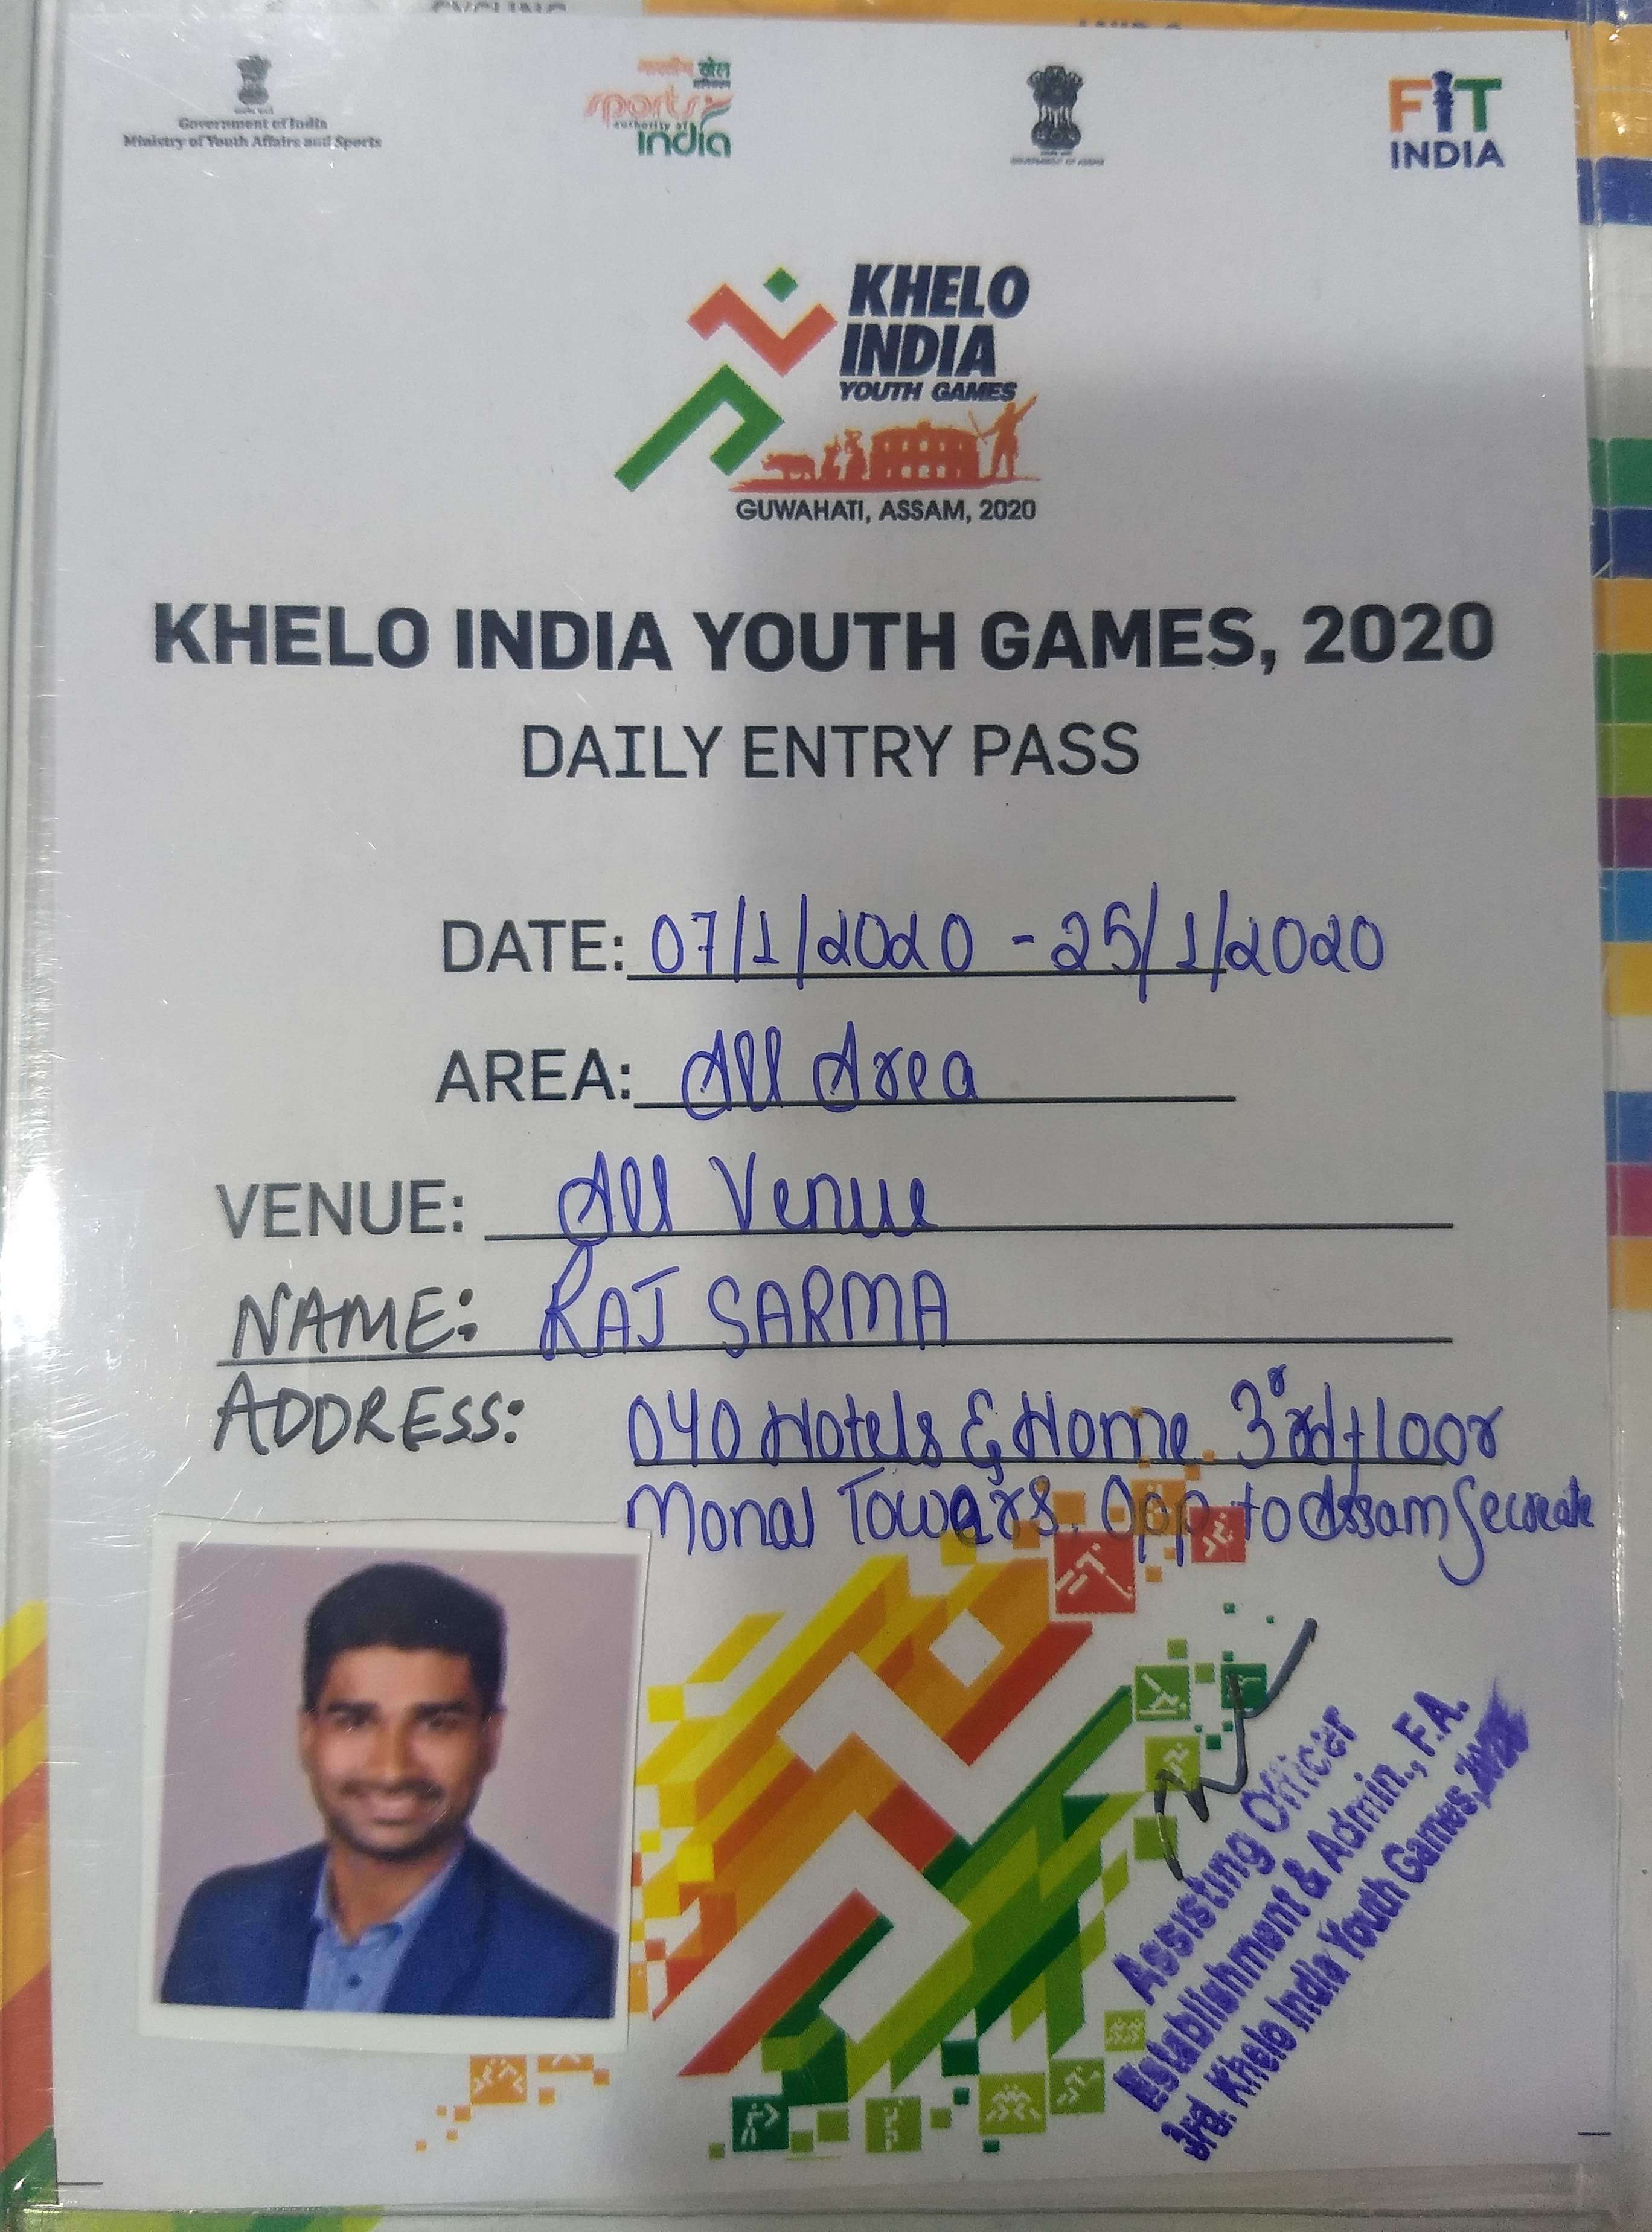 Government of India
Ministry of Youth Affairs and Sports
भारतीय खेल
sports
authority of
india
GOVERNMENT OF ASSAM
FIT
INDIA
KHELO
INDIA
YOUTH GAMES
GUWAHATI, ASSAM, 2020
KHELO INDIA YOUTH GAMES, 2020
DAILY ENTRY PASS
DATE: 07/1/2020 - 25/1/2020
AREA: All Area
VENUE: All Venue
NAME: RAJ SARMA
ADDRESS: OYO Hotels & Home. 3rd floor
Monal Towers. Opp to Assam Secreate
Assisting Officer
Establishment & Admin., F.A.
3rd. Khelo India Youth Games, 2020